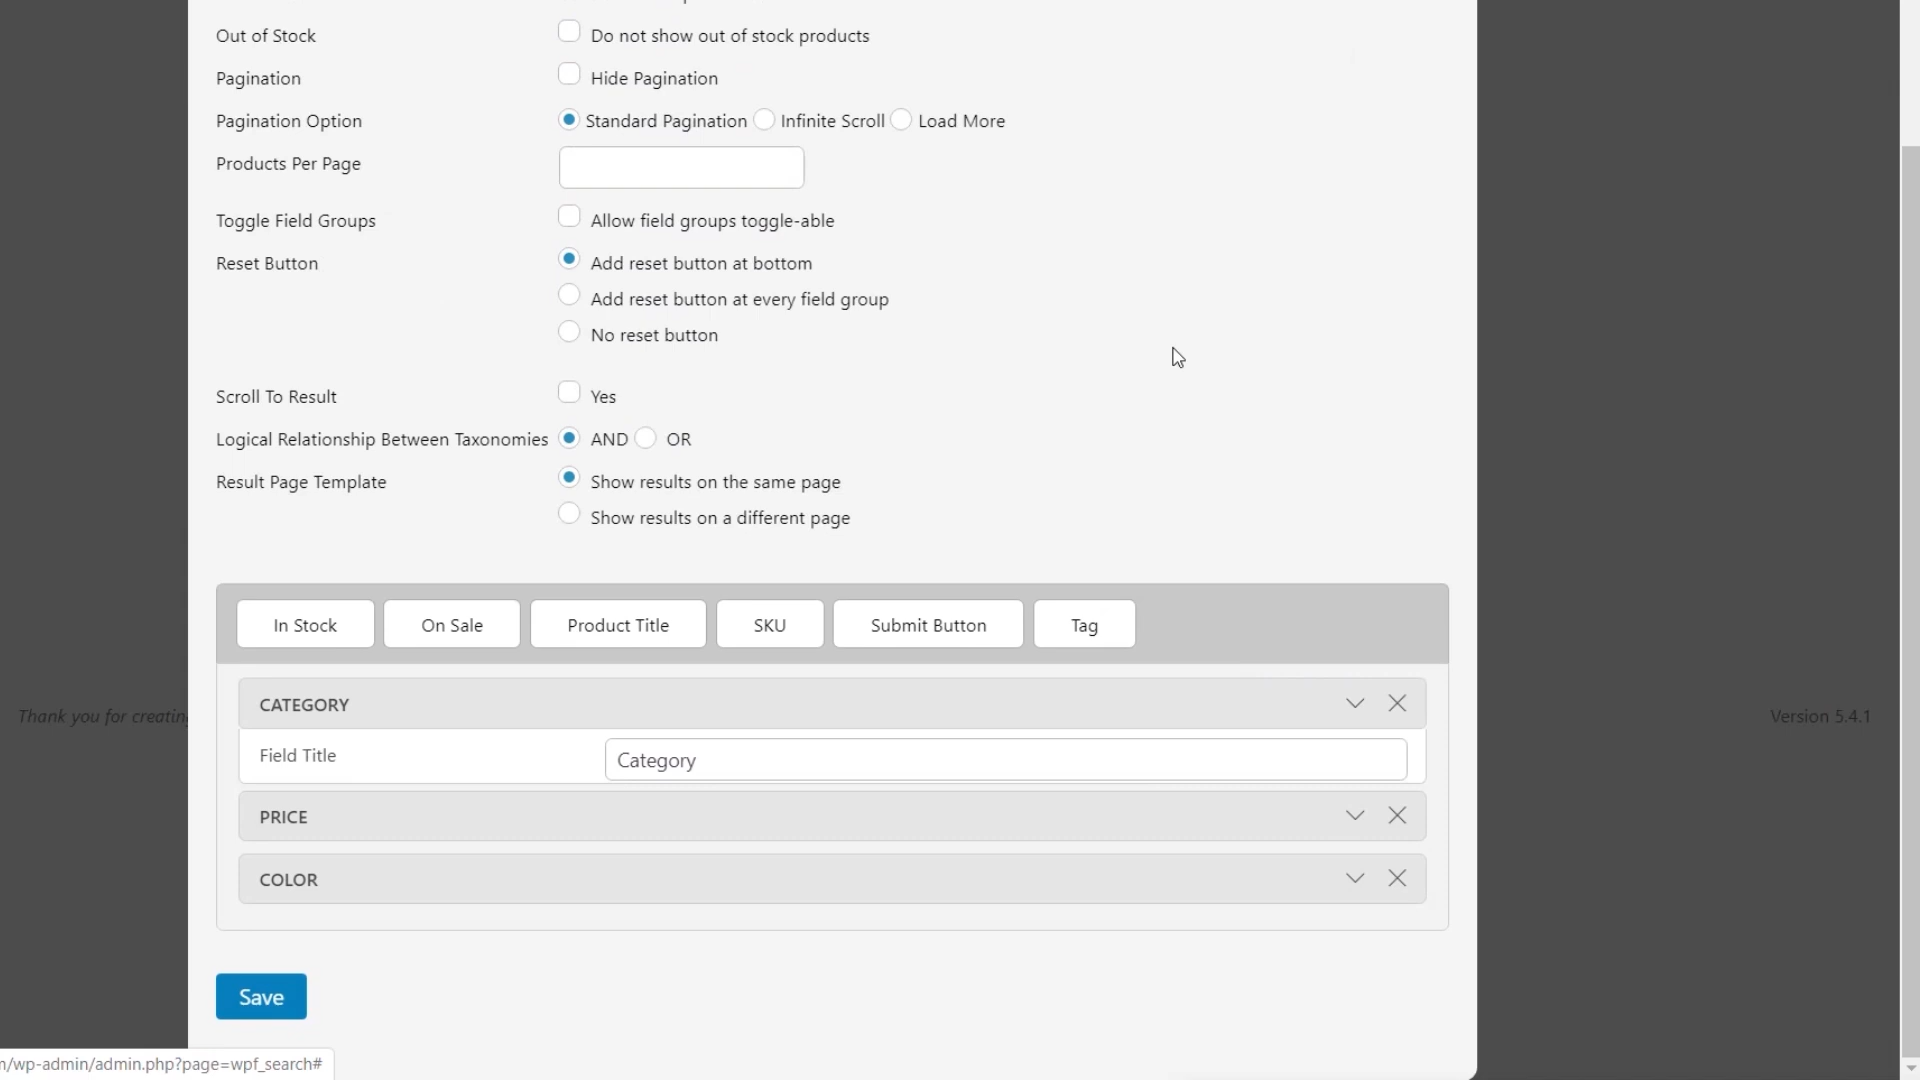 Out of Stock Do not show out of stock products
Pagination Hide Pagination
Pagination Option Standard Pagination Infinite Scroll Load More
Products Per Page
Toggle Field Groups Allow field groups toggle-able
Reset Button Add reset button at bottom
Add reset button at every field group
No reset button
Scroll To Result Yes
Logical Relationship Between Taxonomies AND OR
Result Page Template Show results on the same page
Show results on a different page
In Stock On Sale Product Title SKU Submit Button Tag
CATEGORY
Thank you for creating Version 5.4.1
Field Title Category
PRICE
COLOR
Save
/wp-admin/admin.php?page=wpf_search#